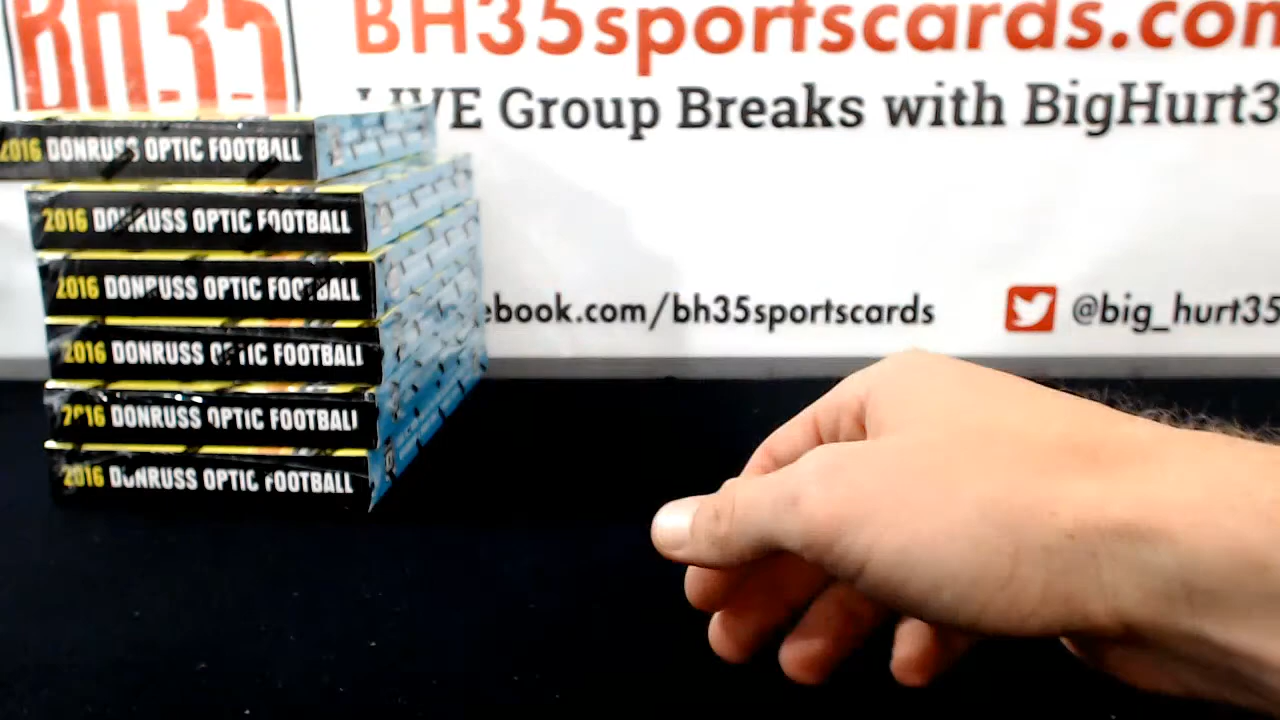 BH35
BH35sportscards.com
LIVE Group Breaks with BigHurt3
ebook.com/bh35sportscards
@big_hurt35
2016 DONRUSS OPTIC FOOTBALL
2016 DONRUSS OPTIC FOOTBALL
2016 DONRUSS OPTIC FOOTBALL
2016 DONRUSS OPTIC FOOTBALL
2016 DONRUSS OPTIC FOOTBALL
2016 DONRUSS OPTIC FOOTBALL